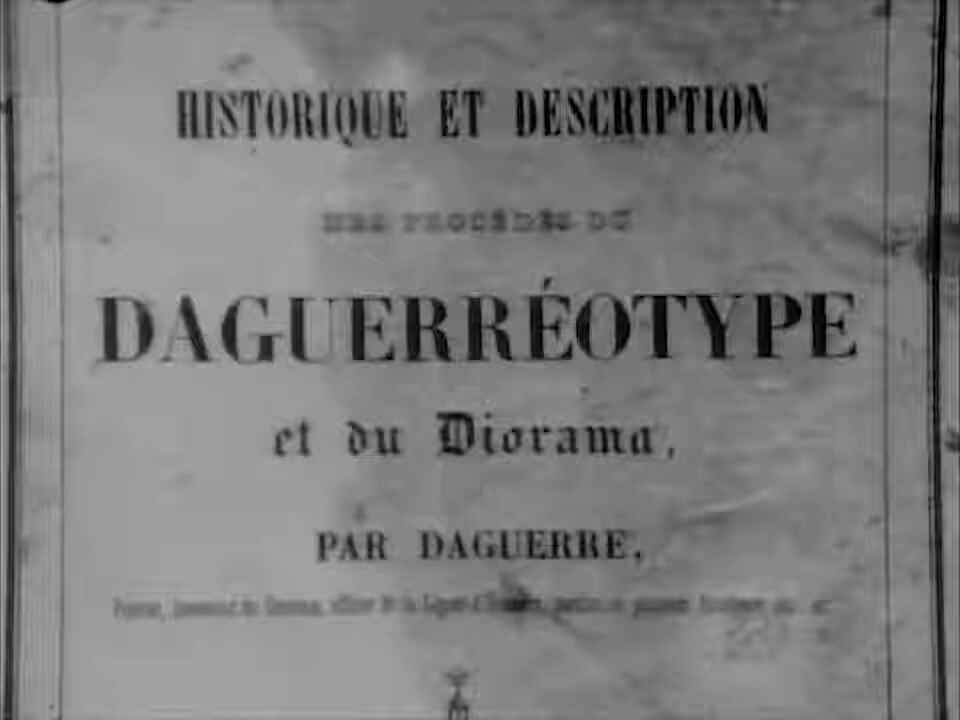 HISTORIQUE ET DESCRIPTION
DES PROCÉDÉS DU
DAGUERRÉOTYPE
et du Diorama,
PAR DAGUERRE,